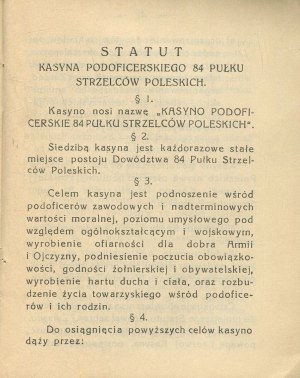 STATUT
KASYNA PODOFICERSKIEGO 84 PUŁKU
STRZELCÓW POLESKICH.
§ 1.
Kasyno nosi nazwę „KASYNO PODOFI-
CERSKIE 84 PUŁKU STRZELCÓW POLESKICH".
§ 2.
Siedzibą kasyna jest każdorazowe stałe
miejsce postoju Dowództwa 84 Pułku Strzel-
ców Poleskich.
§ 3.
Celem kasyna jest podnoszenie wśród
podoficerów zawodowych i nadterminowych
wartości moralnej, poziomu umysłowego pod
względem ogólnokształcącym i wojskowym,
wyrobienie ofiarności dla dobra Armii
i Ojczyzny, podniesienie poczucia obowiązko-
wości, godności żołnierskiej i obywatelskiej,
wyrobienie hartu ducha i ciała, oraz rozbu-
dzenie życia towarzyskiego wśród podofice-
rów i ich rodzin.
§ 4.
Do osiągnięcia powyższych celów kasyno
dąży przez: